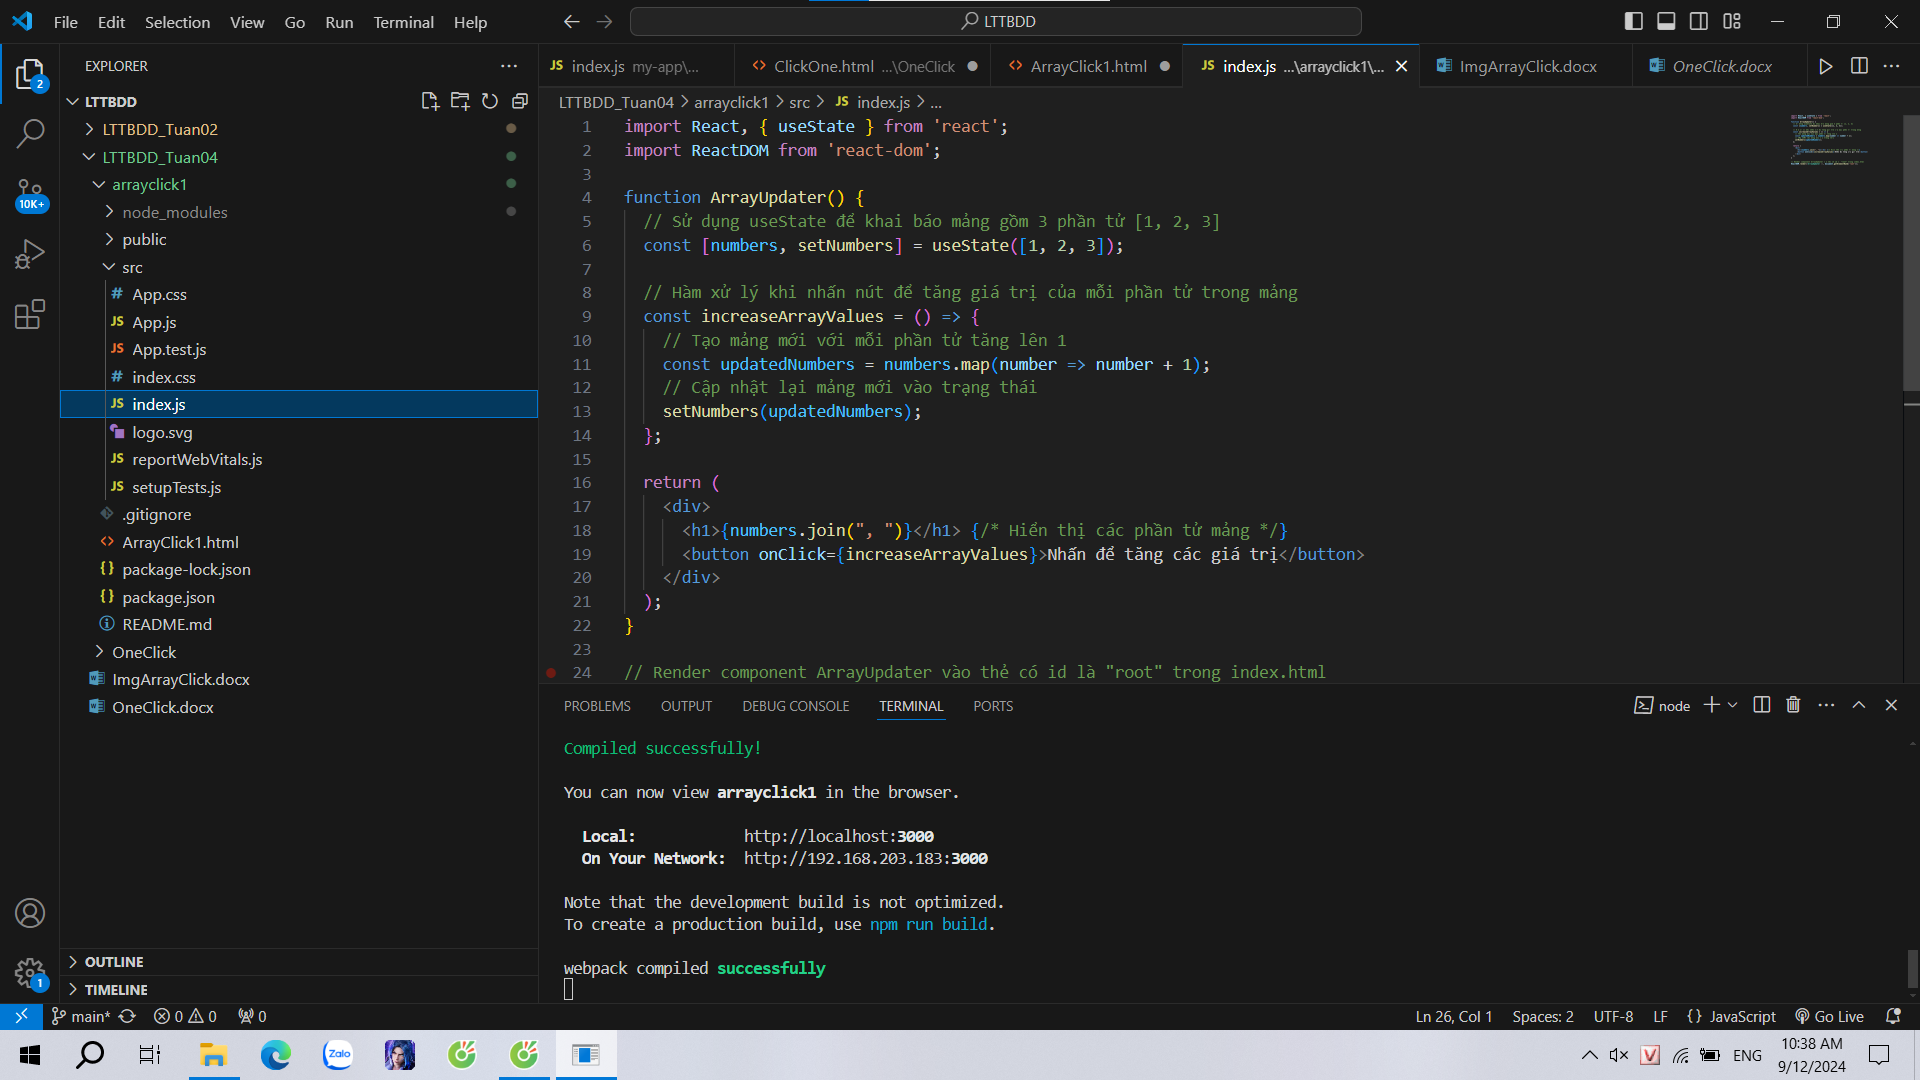 File Edit Selection View Go Run Terminal Help
LTTBDD
EXPLORER
LTTBDD
LTTBDD_Tuan02
LTTBDD_Tuan04
arrayclick1
node_modules
public
src
App.css
App.js
App.test.js
index.css
index.js
logo.svg
reportWebVitals.js
setupTests.js
.gitignore
ArrayClick1.html
package-lock.json
package.json
README.md
OneClick
ImgArrayClick.docx
OneClick.docx
OUTLINE
TIMELINE
2
10K+
1
index.js my-app\... ClickOne.html ...\OneClick ArrayClick1.html index.js ...\arrayclick1\... ImgArrayClick.docx OneClick.docx
LTTBDD_Tuan04 > arrayclick1 > src > JS index.js > ...
1 import React, { useState } from 'react';
2 import ReactDOM from 'react-dom';
3
4 function ArrayUpdater() {
5 // Sử dụng useState để khai báo mảng gồm 3 phần tử [1, 2, 3]
6 const [numbers, setNumbers] = useState([1, 2, 3]);
7
8 // Hàm xử lý khi nhấn nút để tăng giá trị của mỗi phần tử trong mảng
9 const increaseArrayValues = () => {
10 // Tạo mảng mới với mỗi phần tử tăng lên 1
11 const updatedNumbers = numbers.map(number => number + 1);
12 // Cập nhật lại mảng mới vào trạng thái
13 setNumbers(updatedNumbers);
14 };
15
16 return (
17 <div>
18 <h1>{numbers.join(", ")}</h1> {/* Hiển thị các phần tử mảng */}
19 <button onClick={increaseArrayValues}>Nhấn để tăng các giá trị</button>
20 </div>
21 );
22 }
23
24 // Render component ArrayUpdater vào thẻ có id là "root" trong index.html
PROBLEMS OUTPUT DEBUG CONSOLE TERMINAL PORTS
node
Compiled successfully!
You can now view arrayclick1 in the browser.
Local: http://localhost:3000
On Your Network: http://192.168.203.183:3000
Note that the development build is not optimized.
To create a production build, use npm run build.
webpack compiled successfully
main* 0 0 0
Ln 26, Col 1 Spaces: 2 UTF-8 LF {} JavaScript Go Live
Zalo
V
ENG
10:38 AM
9/12/2024